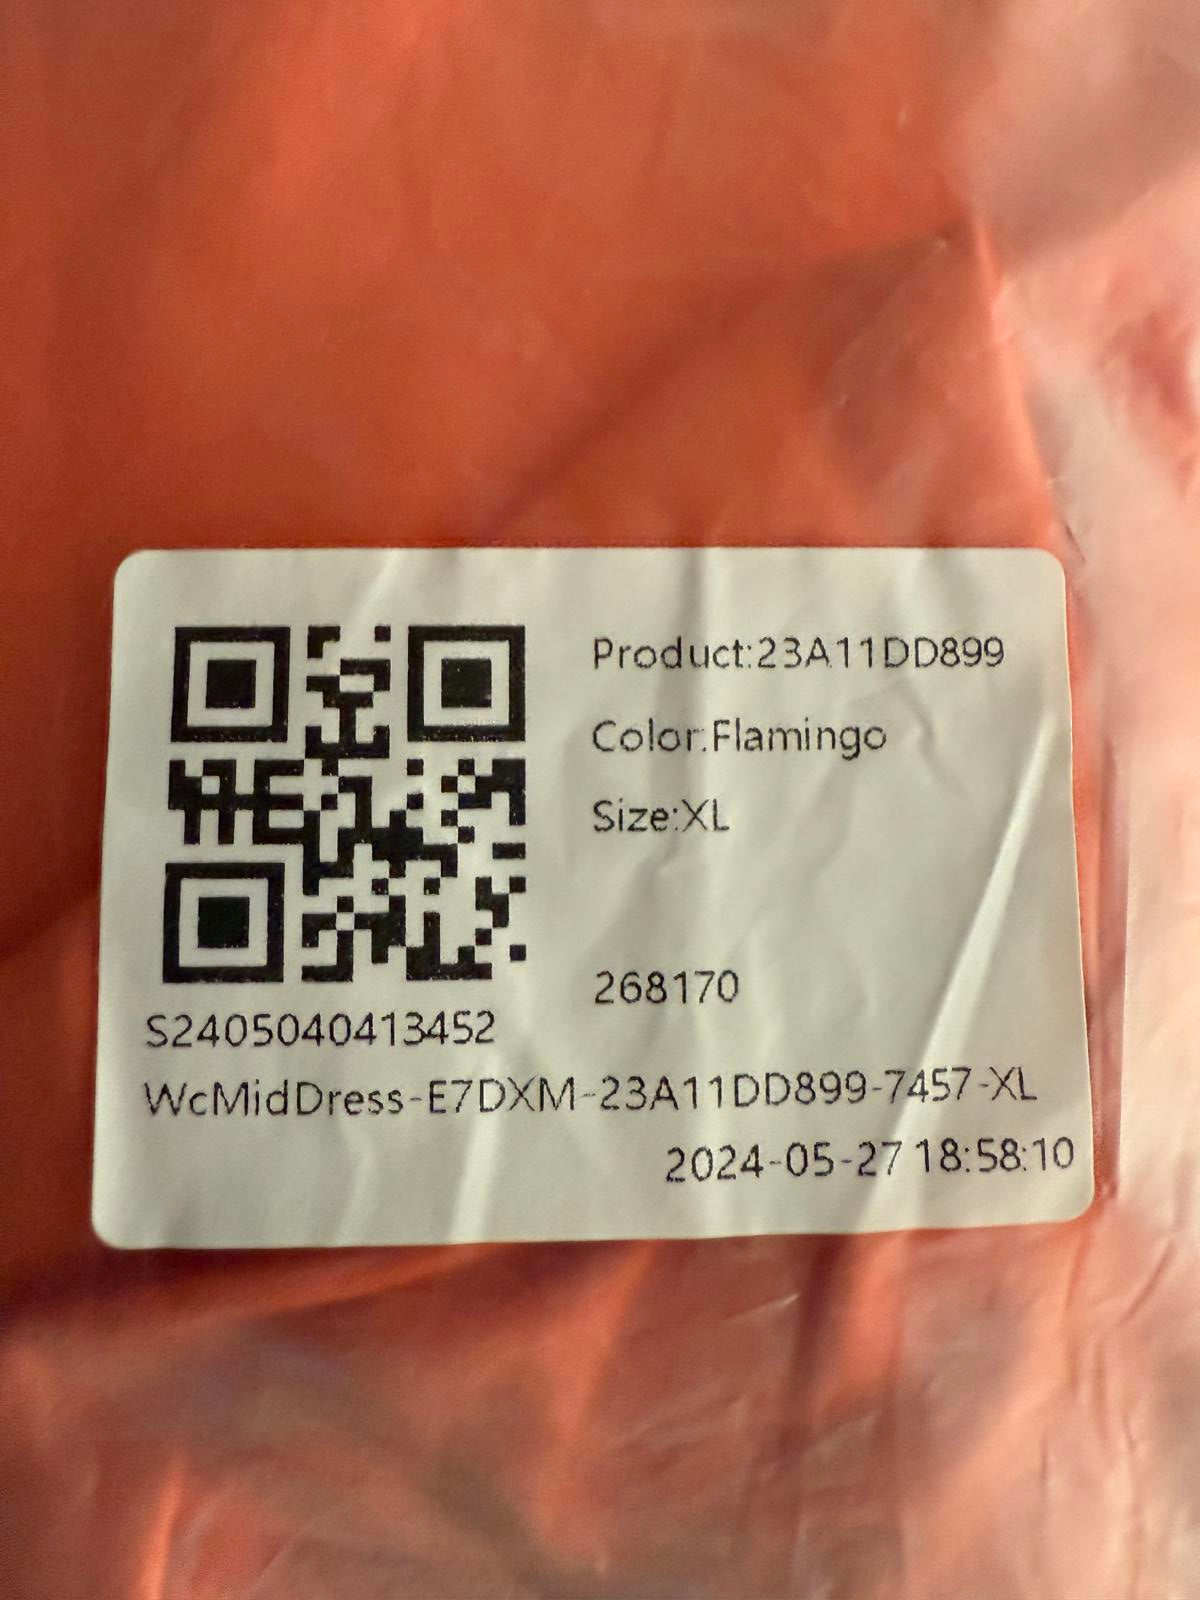 Product:23A11DD899
Color:Flamingo
Size:XL
268170
S2405040413452
WcMidDress-E7DXM-23A11DD899-7457-XL
2024-05-27 18:58:10